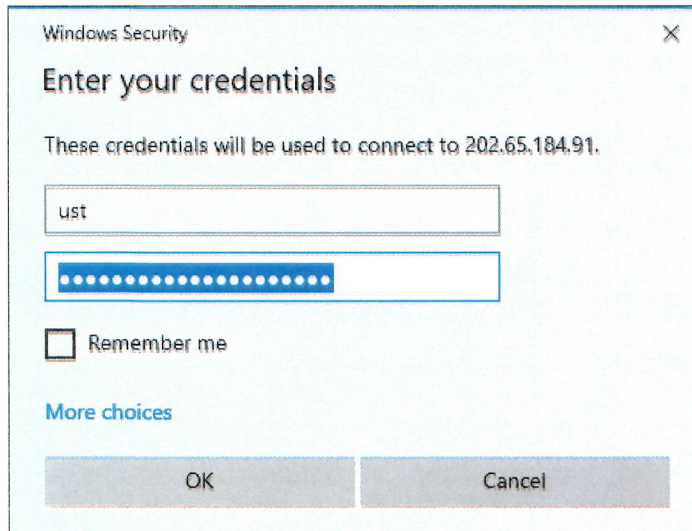 Windows Security
Enter your credentials
These credentials will be used to connect to 202.65.184.91.
ust
Remember me
More choices
OK
Cancel